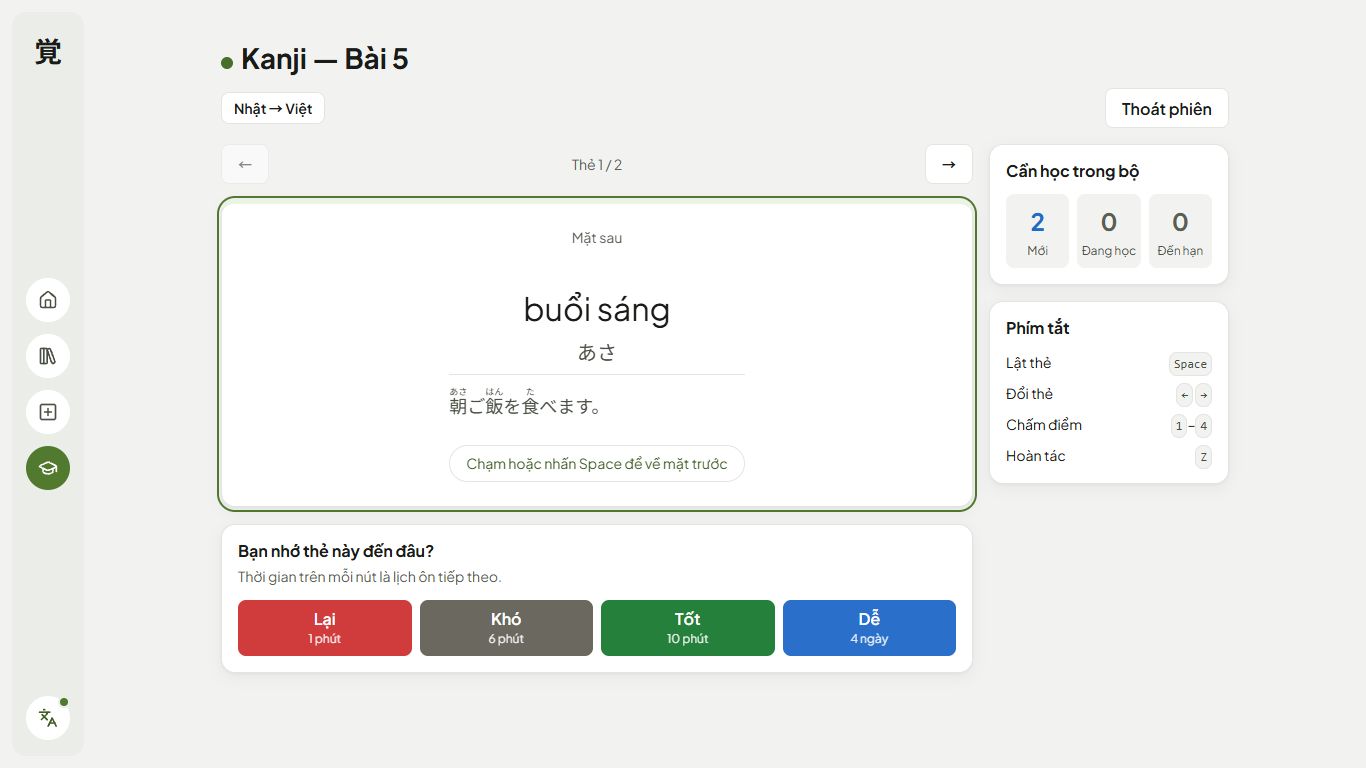 覚
Kanji — Bài 5
Nhật → Việt
Thoát phiên
←
Thẻ 1 / 2
→
Mặt sau
buổi sáng
あさ
あさ はん た
朝ご飯を食べます。
Chạm hoặc nhấn Space để về mặt trước
Bạn nhớ thẻ này đến đâu?
Thời gian trên mỗi nút là lịch ôn tiếp theo.
Lại
1 phút
Khó
6 phút
Tốt
10 phút
Dễ
4 ngày
Cần học trong bộ
2
Mới
0
Đang học
0
Đến hạn
Phím tắt
Lật thẻ Space
Đổi thẻ ← →
Chấm điểm 1 – 4
Hoàn tác Z